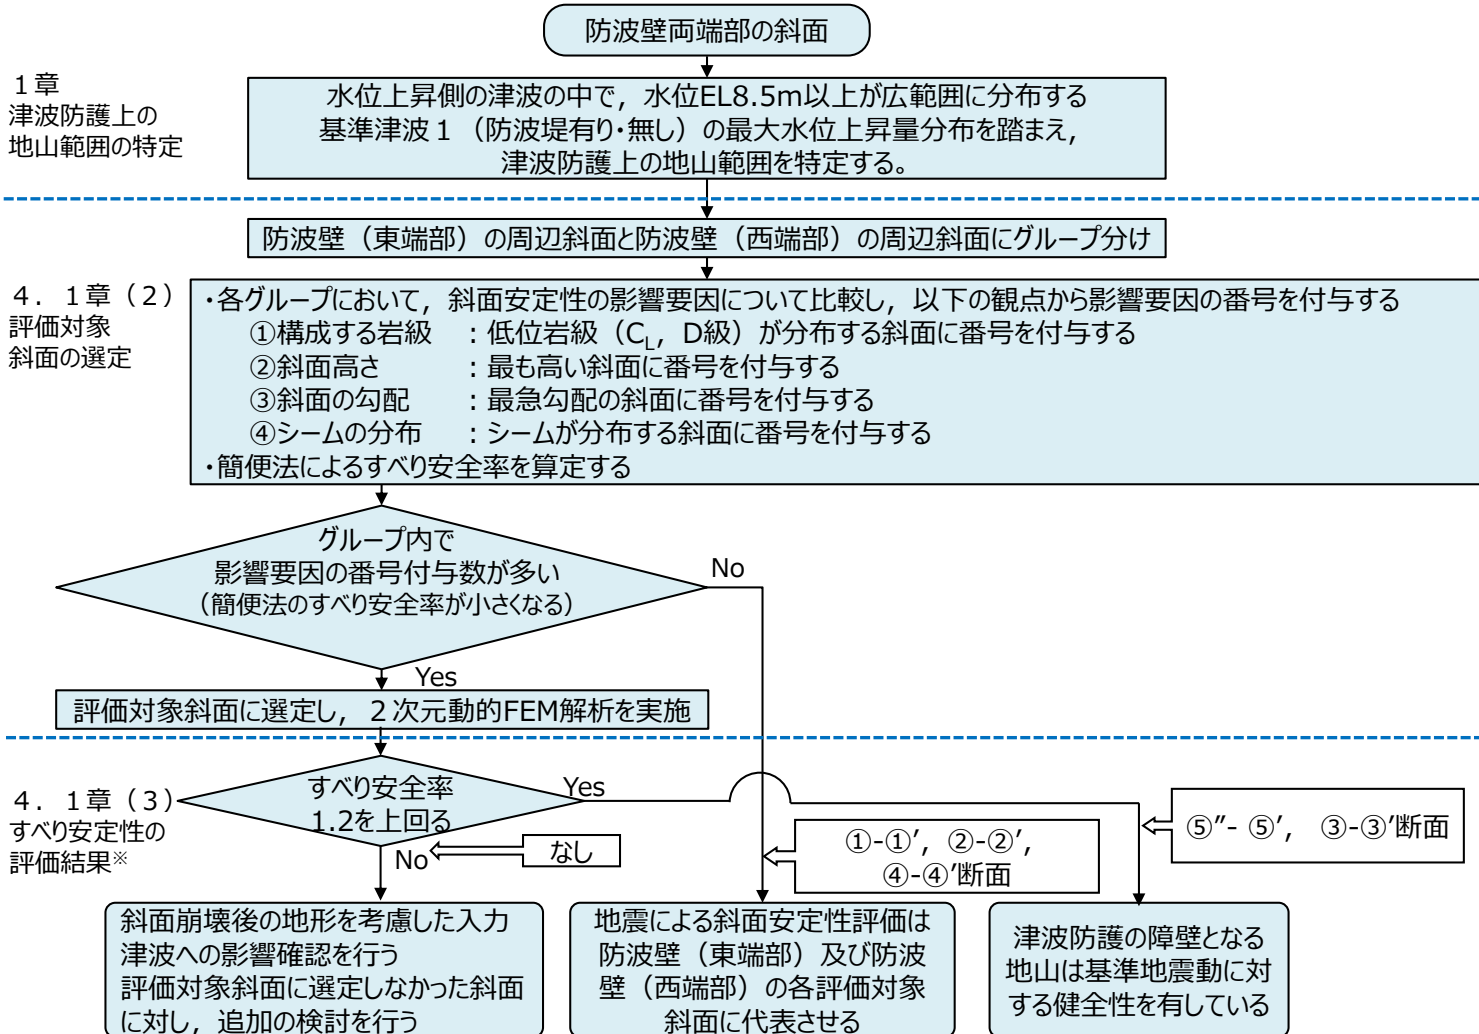 防波壁両端部の斜面
1章
津波防護上の
地山範囲の特定
水位上昇側の津波の中で，水位EL8.5m以上が広範囲に分布する
基準津波1（防波堤有り・無し）の最大水位上昇量分布を踏まえ，
津波防護上の地山範囲を特定する。
防波壁（東端部）の周辺斜面と防波壁（西端部）の周辺斜面にグループ分け
4．1章（2）
評価対象
斜面の選定
・各グループにおいて，斜面安定性の影響要因について比較し，以下の観点から影響要因の番号を付与する
①構成する岩級　：低位岩級（CL，D級）が分布する斜面に番号を付与する
②斜面高さ　：最も高い斜面に番号を付与する
③斜面の勾配　：最急勾配の斜面に番号を付与する
④シームの分布　：シームが分布する斜面に番号を付与する
・簡便法によるすべり安全率を算定する
グループ内で
影響要因の番号付与数が多い
（簡便法のすべり安全率が小さくなる）
No
Yes
評価対象斜面に選定し，2次元動的FEM解析を実施
4．1章（3）
すべり安定性の
評価結果※
すべり安全率
1.2を上回る
Yes
No
なし
①-①′，②-②′，
④-④′断面
⑤″-⑤′，③-③′断面
斜面崩壊後の地形を考慮した入力
津波への影響確認を行う
評価対象斜面に選定しなかった斜面
に対し，追加の検討を行う
地震による斜面安定性評価は
防波壁（東端部）及び防波
壁（西端部）の各評価対象
斜面に代表させる
津波防護の障壁となる
地山は基準地震動に対
する健全性を有している